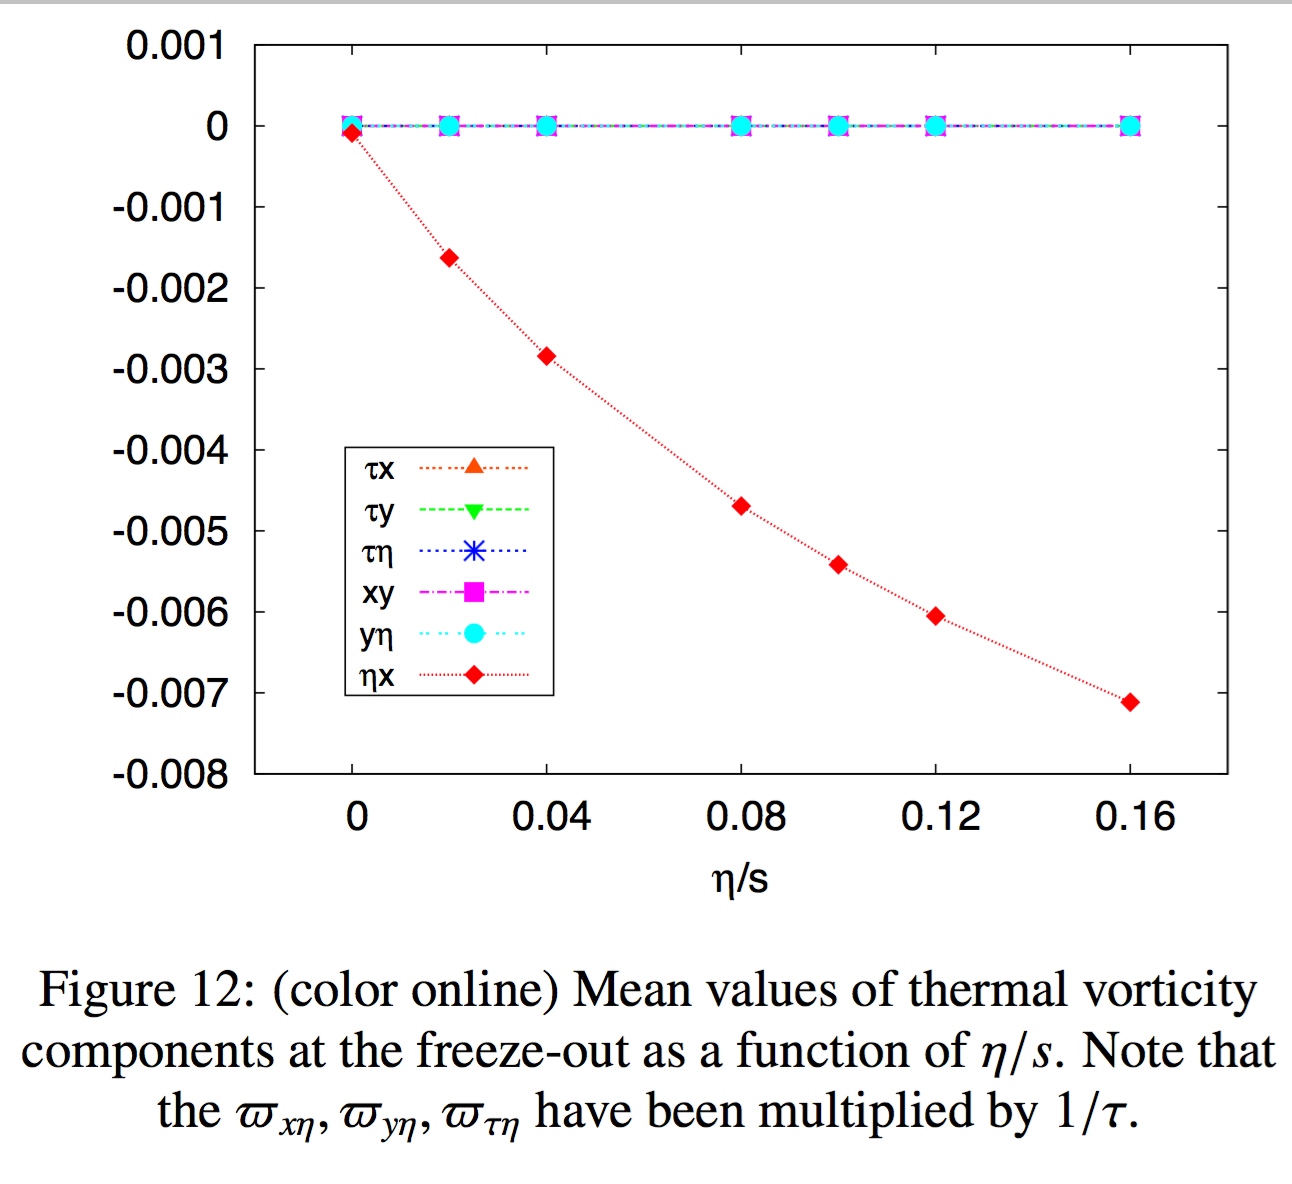 0.001
0
-0.001
-0.002
-0.003
-0.004
-0.005
-0.006
-0.007
-0.008
τx
τy
τη
xy
yη
ηx
0 0.04 0.08 0.12 0.16
η/s
Figure 12: (color online) Mean values of thermal vorticity
components at the freeze-out as a function of η/s. Note that
the ϖxη, ϖyη, ϖτη have been multiplied by 1/τ.